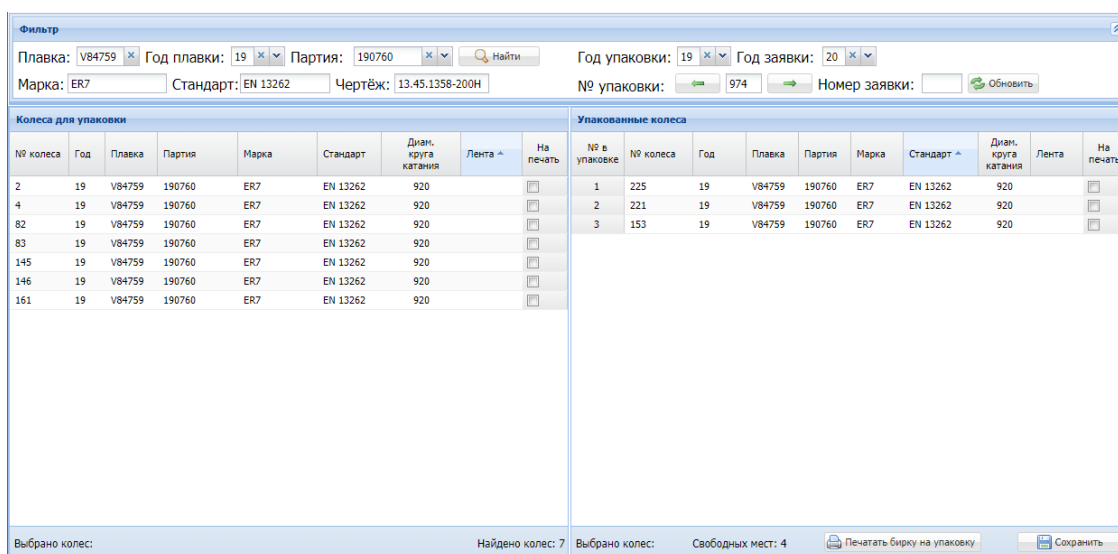 Фильтр
Плавка: V84759 Год плавки: 19 Партия: 190760 Найти Год упаковки: 19 Год заявки: 20
Марка: ER7 Стандарт: EN 13262 Чертёж: 13.45.1358-200Н № упаковки: 974 Номер заявки: Обновить
Колеса для упаковки
№ колеса Год Плавка Партия Марка Стандарт Диам. круга катания Лента На печать
2 19 V84759 190760 ER7 EN 13262 920
4 19 V84759 190760 ER7 EN 13262 920
82 19 V84759 190760 ER7 EN 13262 920
83 19 V84759 190760 ER7 EN 13262 920
145 19 V84759 190760 ER7 EN 13262 920
146 19 V84759 190760 ER7 EN 13262 920
161 19 V84759 190760 ER7 EN 13262 920
Выбрано колес: Найдено колес: 7
Упакованные колеса
№ в упаковке № колеса Год Плавка Партия Марка Стандарт Диам. круга катания Лента На печать
1 225 19 V84759 190760 ER7 EN 13262 920
2 221 19 V84759 190760 ER7 EN 13262 920
3 153 19 V84759 190760 ER7 EN 13262 920
Выбрано колес: Свободных мест: 4 Печатать бирку на упаковку Сохранить